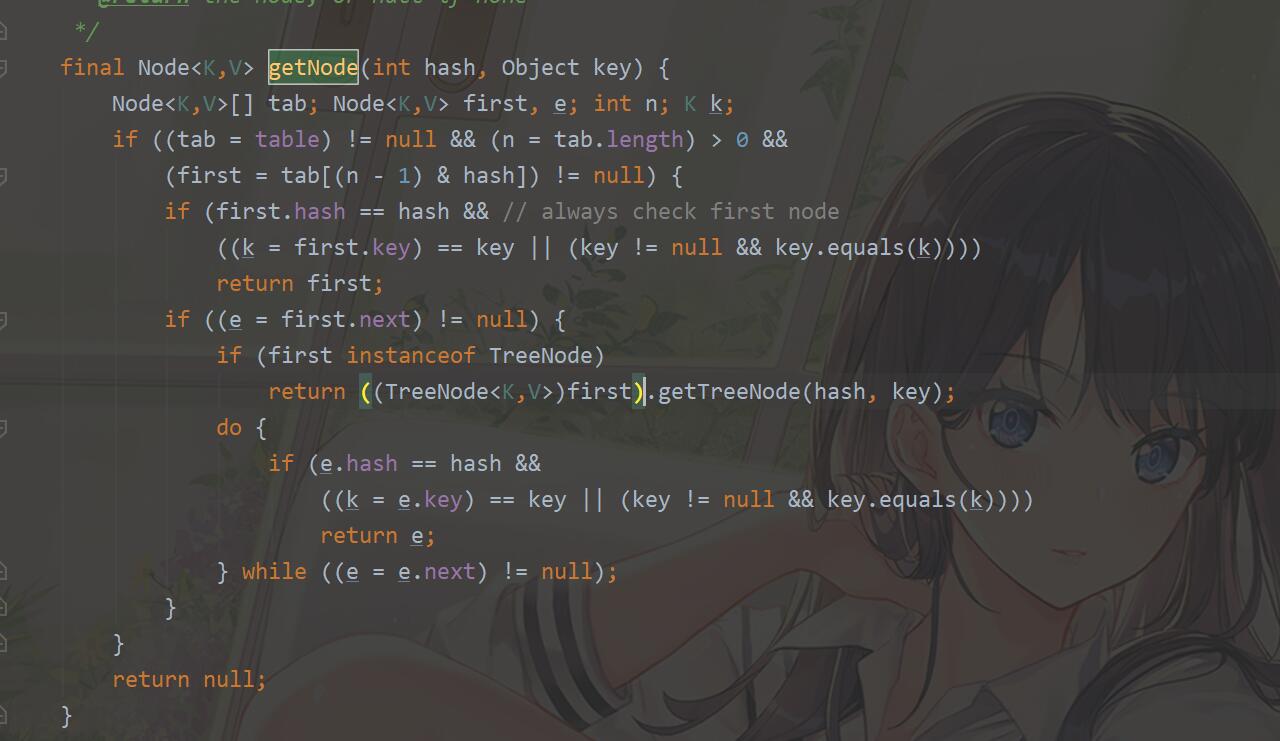 @return the node, or null if none
*/
final Node<K,V> getNode(int hash, Object key) {
Node<K,V>[] tab; Node<K,V> first, e; int n; K k;
if ((tab = table) != null && (n = tab.length) > 0 &&
(first = tab[(n - 1) & hash]) != null) {
if (first.hash == hash && // always check first node
((k = first.key) == key || (key != null && key.equals(k))))
return first;
if ((e = first.next) != null) {
if (first instanceof TreeNode)
return ((TreeNode<K,V>)first).getTreeNode(hash, key);
do {
if (e.hash == hash &&
((k = e.key) == key || (key != null && key.equals(k))))
return e;
} while ((e = e.next) != null);
}
}
return null;
}